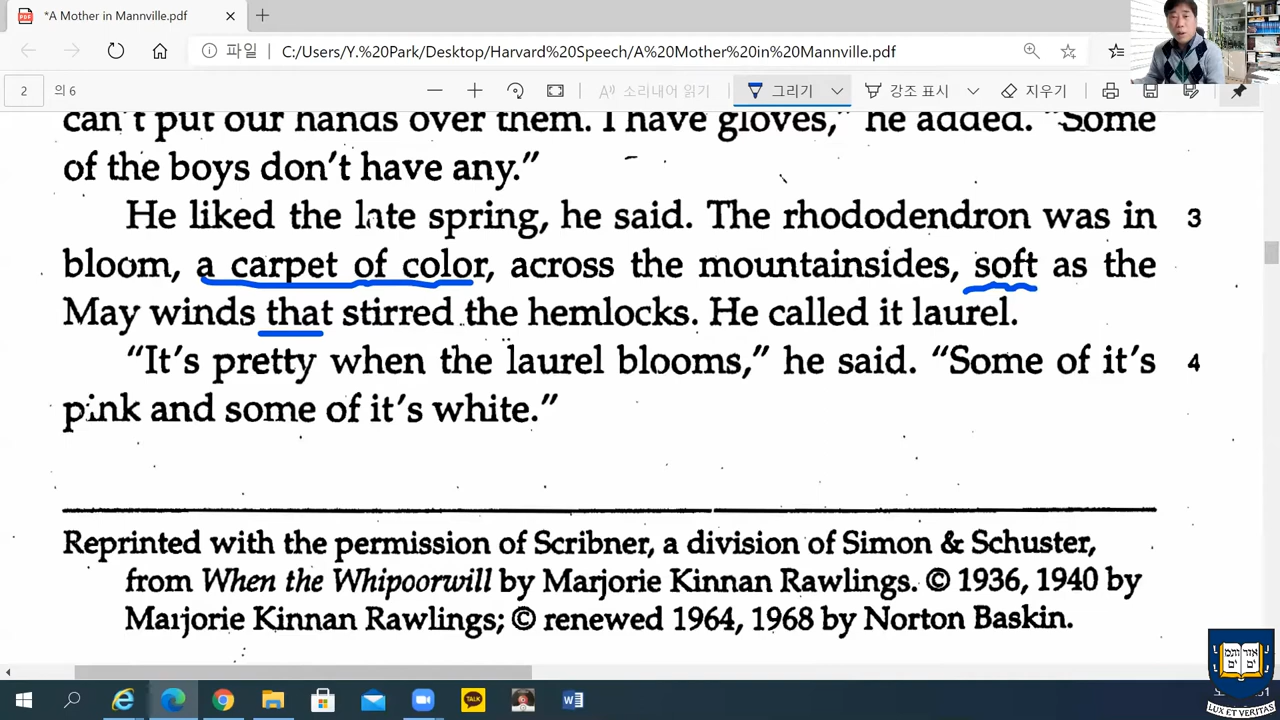 *A Mother in Mannville.pdf
파일 C:/Users/Y.%20Park/Desktop/Harvard%20Speech/A%20Mother%20in%20Mannville.pdf
2 의 6 소리내어 읽기 그리기 강조 표시 지우기
can't put our hands over them. I have gloves," he added. "Some
of the boys don't have any."
He liked the late spring, he said. The rhododendron was in 3
bloom, a carpet of color, across the mountainsides, soft as the
May winds that stirred the hemlocks. He called it laurel.
"It's pretty when the laurel blooms," he said. "Some of it's 4
pink and some of it's white."
Reprinted with the permission of Scribner, a division of Simon & Schuster,
from When the Whipoorwill by Marjorie Kinnan Rawlings. © 1936, 1940 by
Marjorie Kinnan Rawlings; © renewed 1964, 1968 by Norton Baskin.
TALK
LUX ET VERITAS